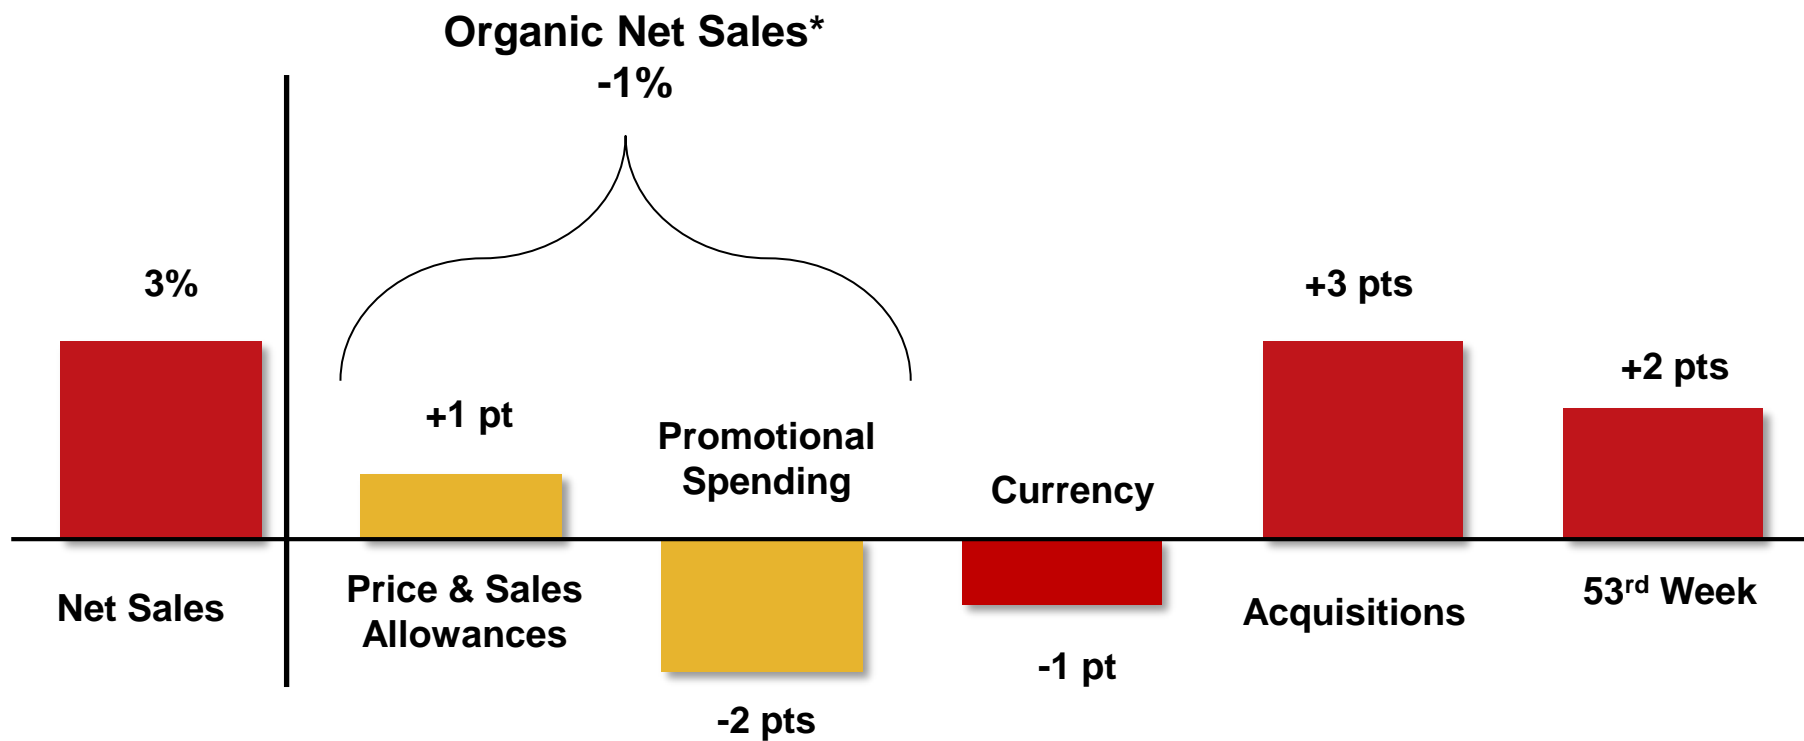 Organic Net Sales*
-1%
3%
+1 pt
Promotional
Spending
Currency
+3 pts
+2 pts
Net Sales
Price & Sales
Allowances
-2 pts
-1 pt
Acquisitions
53rd Week